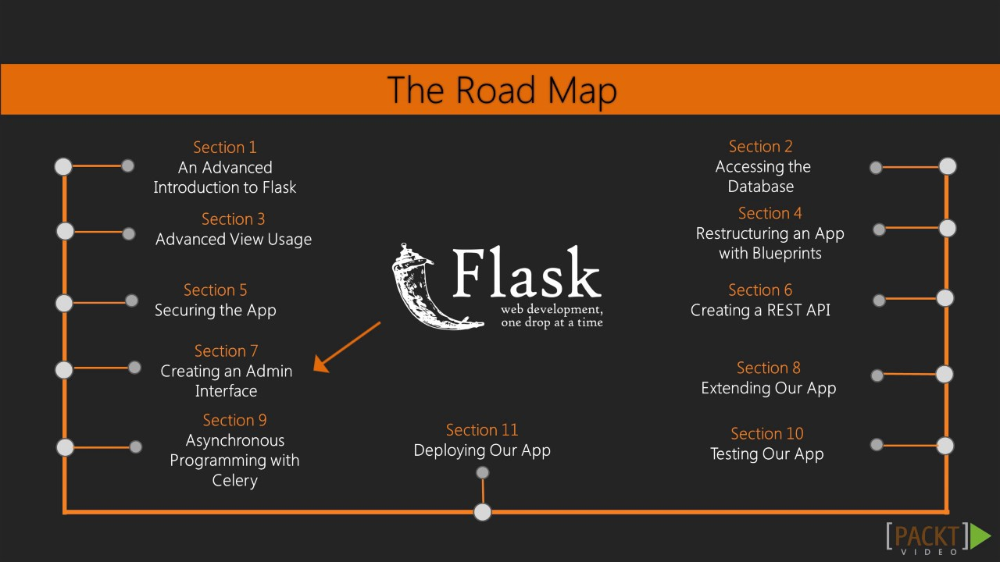 The Road Map
Section 1
An Advanced
Introduction to Flask
Section 2
Accessing the
Database
Section 3
Advanced View Usage
Section 4
Restructuring an App
with Blueprints
Section 5
Securing the App
Section 6
Creating a REST API
Section 7
Creating an Admin
Interface
Section 8
Extending Our App
Section 9
Asynchronous
Programming with
Celery
Section 10
Testing Our App
Section 11
Deploying Our App
Flask
web development,
one drop at a time
[PACKT]
VIDEO